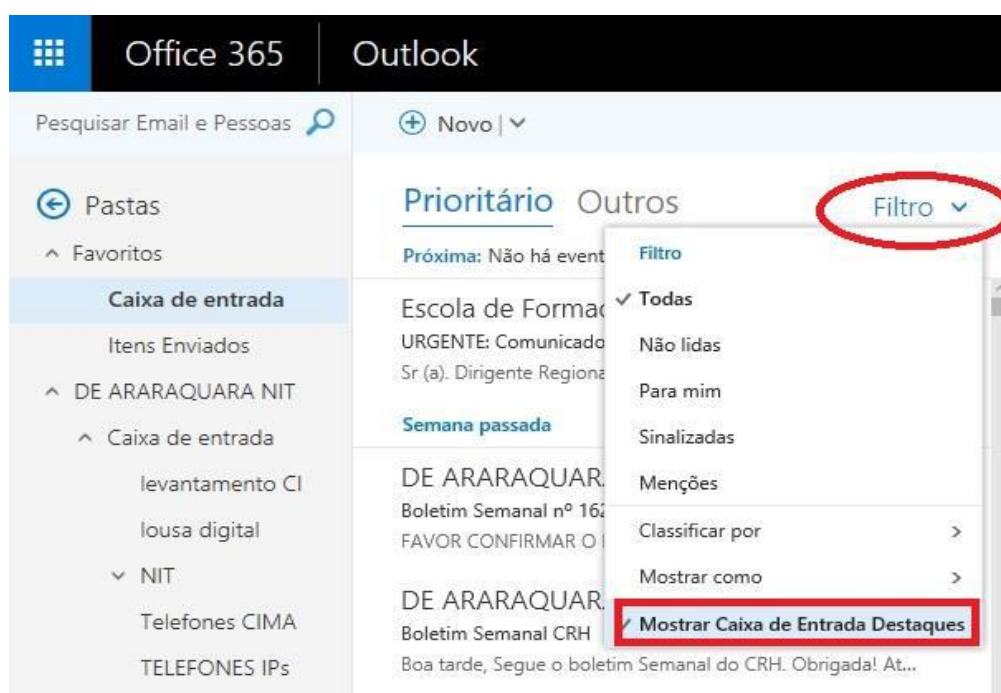 Office 365
Outlook
Pesquisar Email e Pessoas
Novo
Pastas
Favoritos
Caixa de entrada
Itens Enviados
DE ARARAQUARA NIT
Caixa de entrada
levantamento CI
lousa digital
NIT
Telefones CIMA
TELEFONES IPs
Prioritário Outros
Filtro
Próxima: Não há event
Escola de Formaç
URGENTE: Comunicado
Sr (a). Dirigente Regiona
Semana passada
DE ARARAQUAR
Boletim Semanal nº 162
FAVOR CONFIRMAR O
DE ARARAQUAR
Boletim Semanal CRH
Boa tarde, Segue o boletim Semanal do CRH. Obrigada! At...
Filtro
Todas
Não lidas
Para mim
Sinalizadas
Menções
Classificar por
Mostrar como
Mostrar Caixa de Entrada Destaques